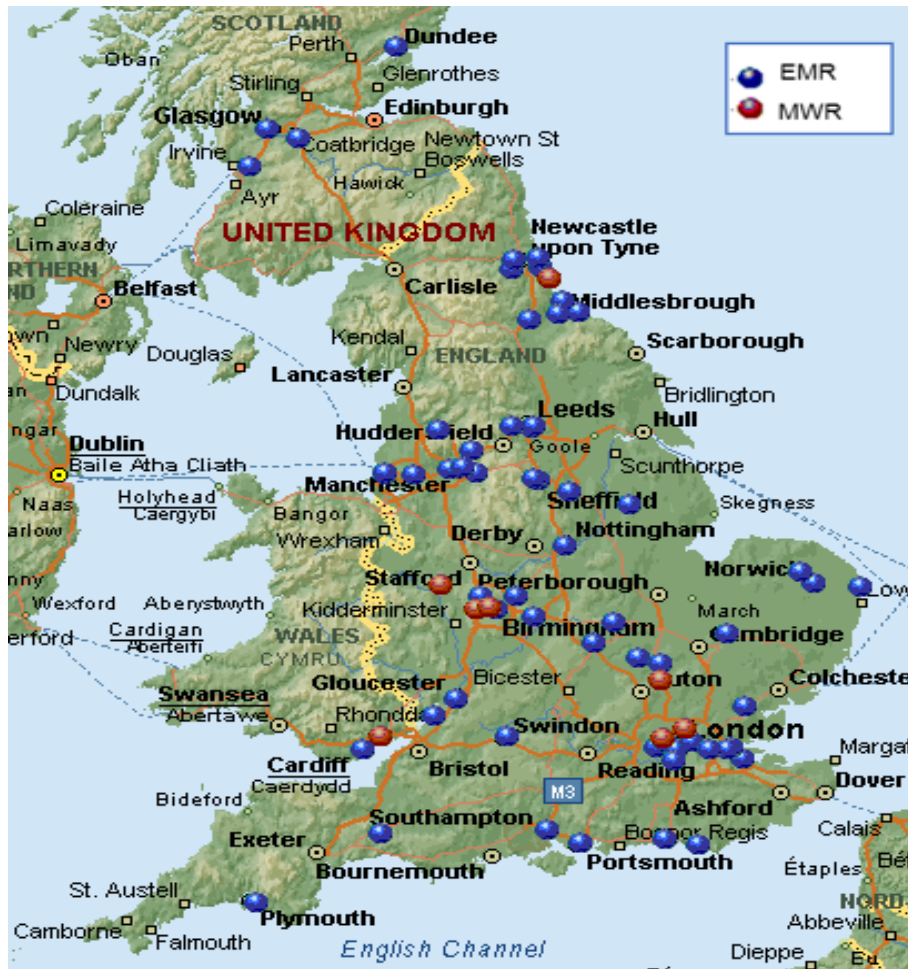 SCOTLAND
Dundee
Oban
Perth
Glenrothes
Stirling
Edinburgh
Glasgow
Coatbridge
Newtown St
Boswells
Irvine
Hawick
Ayr
Coleraine
Limavady
UNITED KINGDOM
Newcastle
upon Tyne
Belfast
Carlisle
Middlesbrough
Kendal
ENGLAND
Scarborough
Newry
Douglas
Dundalk
Lancaster
Bridlington
Leeds
Hull
Huddersfield
Goole
Dublin
Baile Atha Cliath
Scunthorpe
Manchester
Holyhead
Caergybi
Naas
Sheffield
Skegness
Bangor
Wrexham
Derby
Nottingham
Stafford
Peterborough
Norwich
Wexford
Aberystwyth
Kidderminster
March
Cardigan
Aberteifi
WALES
CYMRU
Birmingham
Cambridge
Gloucester
Bicester
Luton
Colchester
Swansea
Abertawe
Rhondda
Swindon
London
Cardiff
Caerdydd
Bristol
Reading
Margat
M3
Ashford
Dover
Bideford
Southampton
Bognor Regis
Calais
Exeter
Bournemouth
Portsmouth
Étaples
St. Austell
Plymouth
NORD
Camborne
Falmouth
Abbeville
English Channel
Dieppe
Eu
EMR
MWR